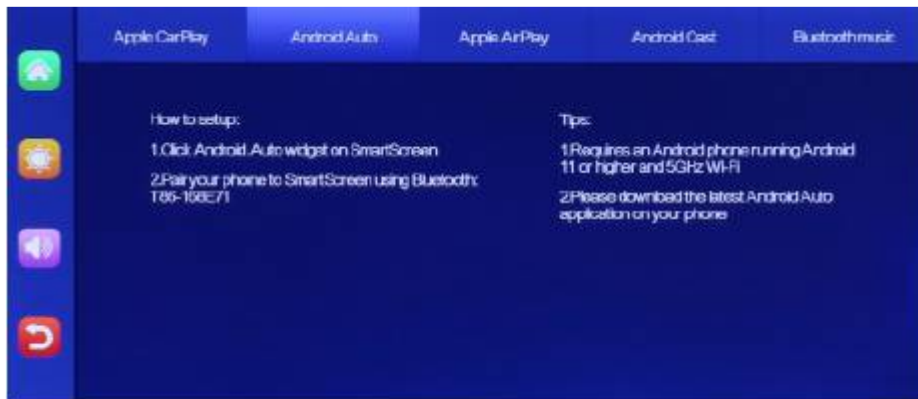 Apple CarPlay
Android Auto
Apple AirPlay
Android Cast
Bluetooth music
How to setup:
1.Click Android Auto widget on SmartScreen
2.Pair your phone to SmartScreen using Bluetooth:
T86-168E71
Tips:
1.Requires an Android phone running Android
11 or higher and 5GHz Wi-Fi
2.Please download the latest Android Auto
application on your phone